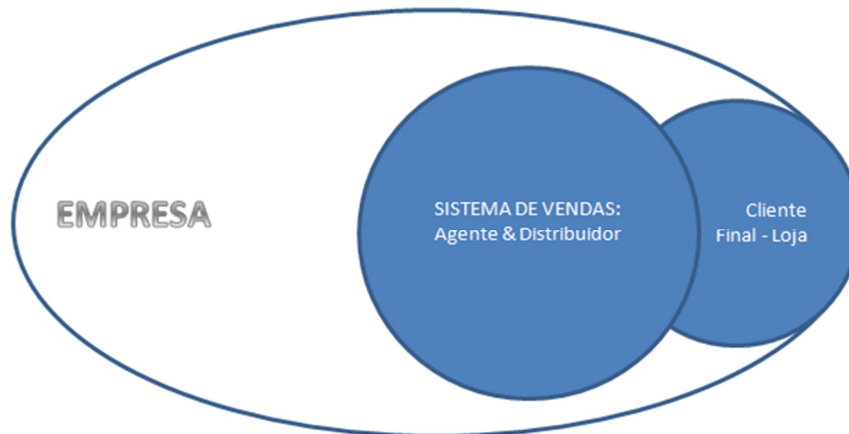 EMPRESA
SISTEMA DE VENDAS:
Agente & Distribuidor
Cliente
Final - Loja